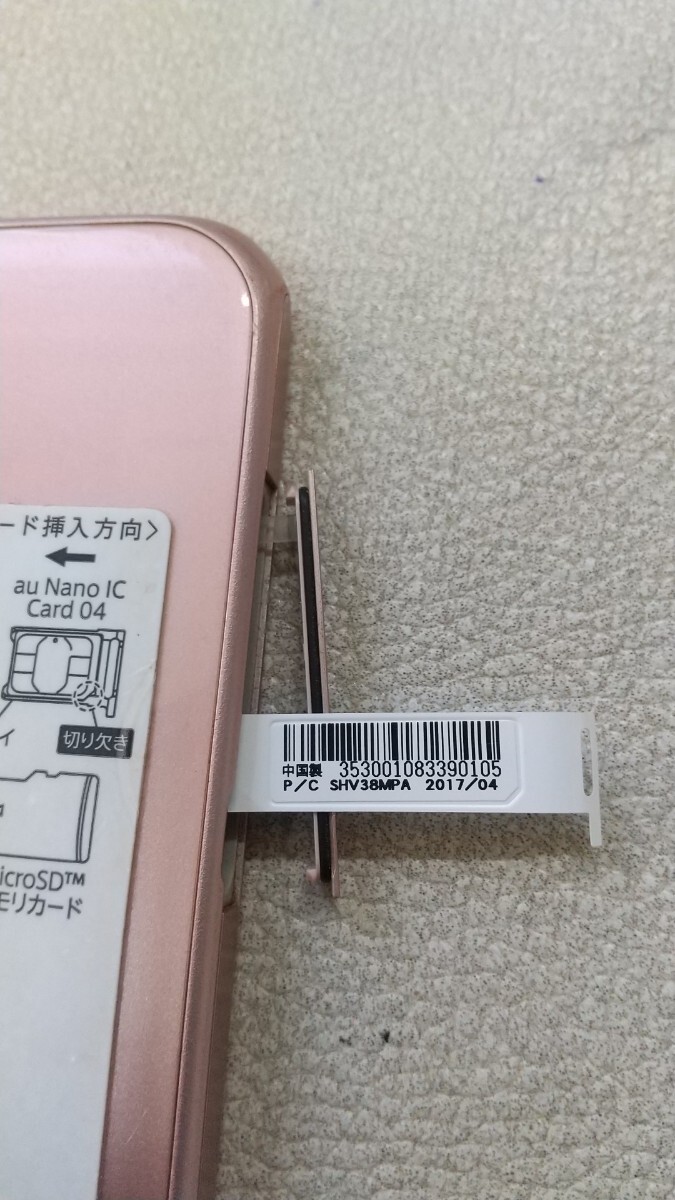 ード挿入方向>
au Nano IC
Card 04
イ
切り欠き
icroSD™
モリカード
中国製 353001083390105
P/C SHV38MPA 2017/04